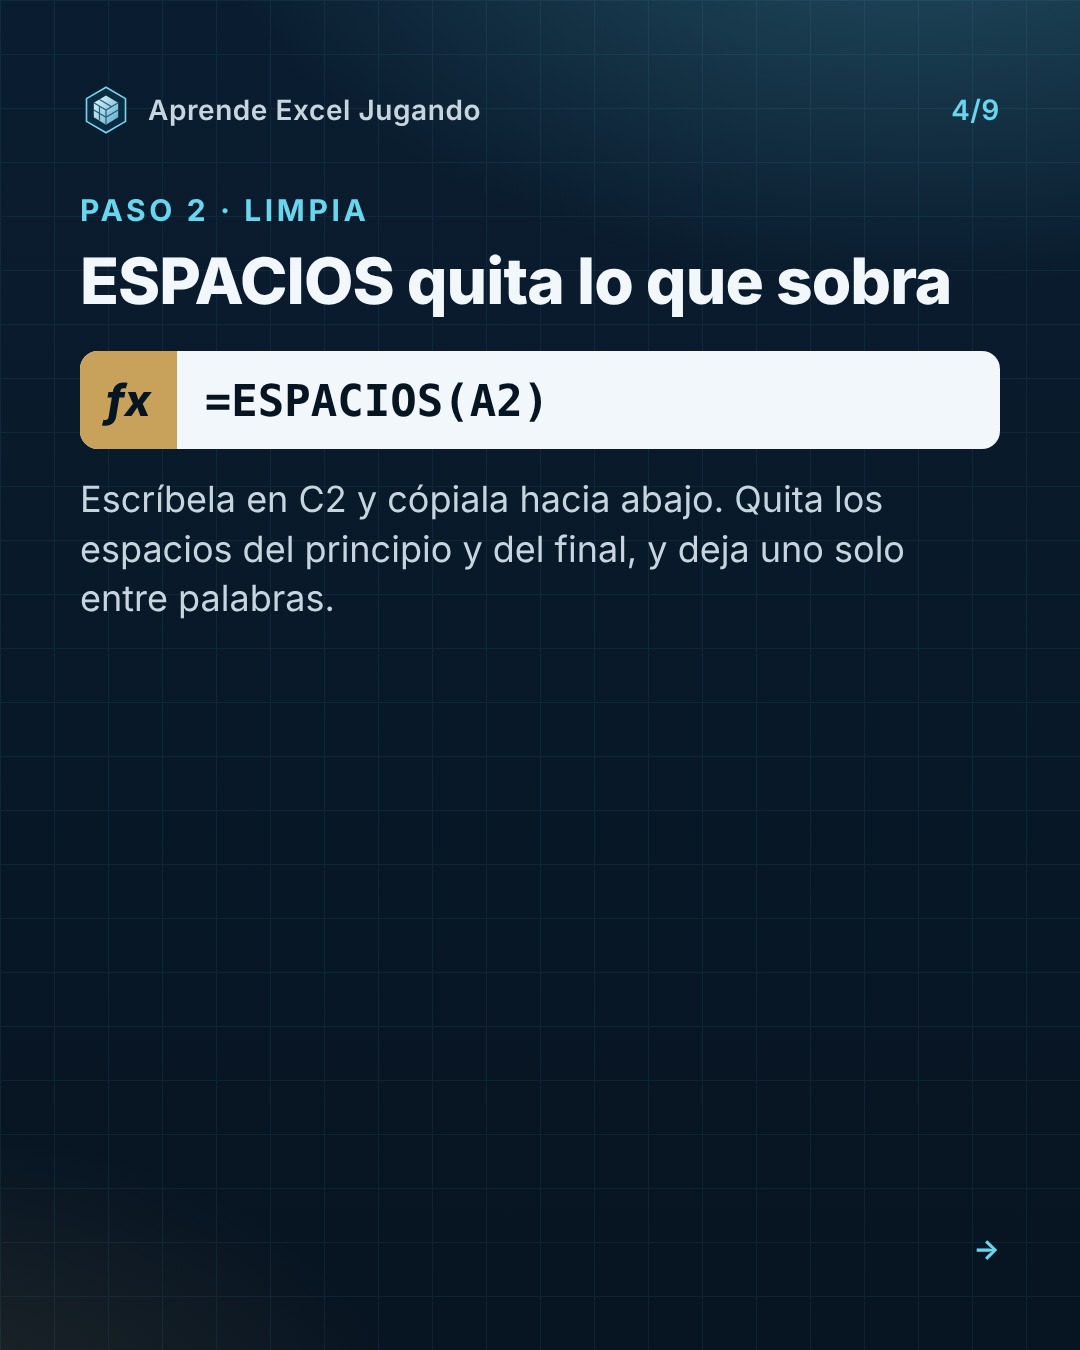 Aprende Excel Jugando
4/9
PASO 2 · LIMPIA
ESPACIOS quita lo que sobra
fx =ESPACIOS(A2)
Escríbela en C2 y cópiala hacia abajo. Quita los
espacios del principio y del final, y deja uno solo
entre palabras.
→